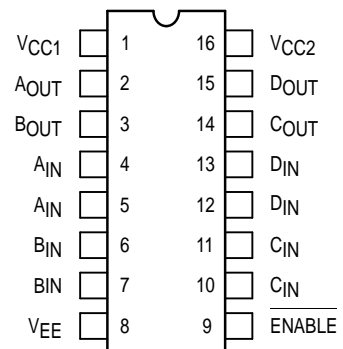 VCC1 1 16 VCC2
AOUT 2 15 DOUT
BOUT 3 14 COUT
AIN 4 13 DIN
AIN 5 12 DIN
BIN 6 11 CIN
BIN 7 10 CIN
VEE 8 9 ENABLE